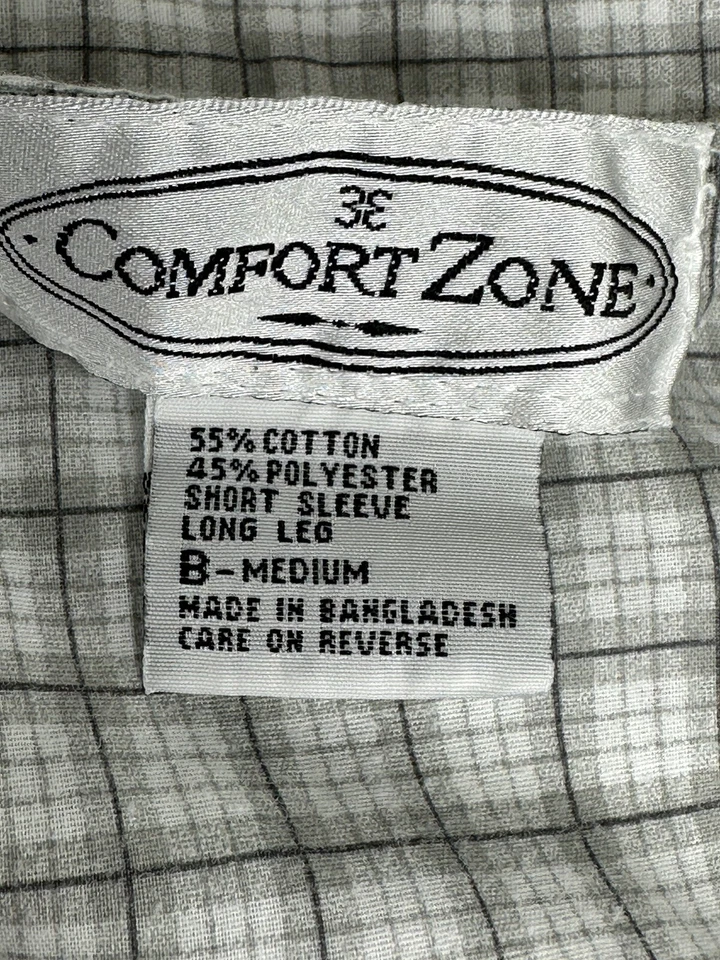 COMFORT ZONE
55% COTTON
45% POLYESTER
SHORT SLEEVE
LONG LEG
B-MEDIUM
MADE IN BANGLADESH
CARE ON REVERSE